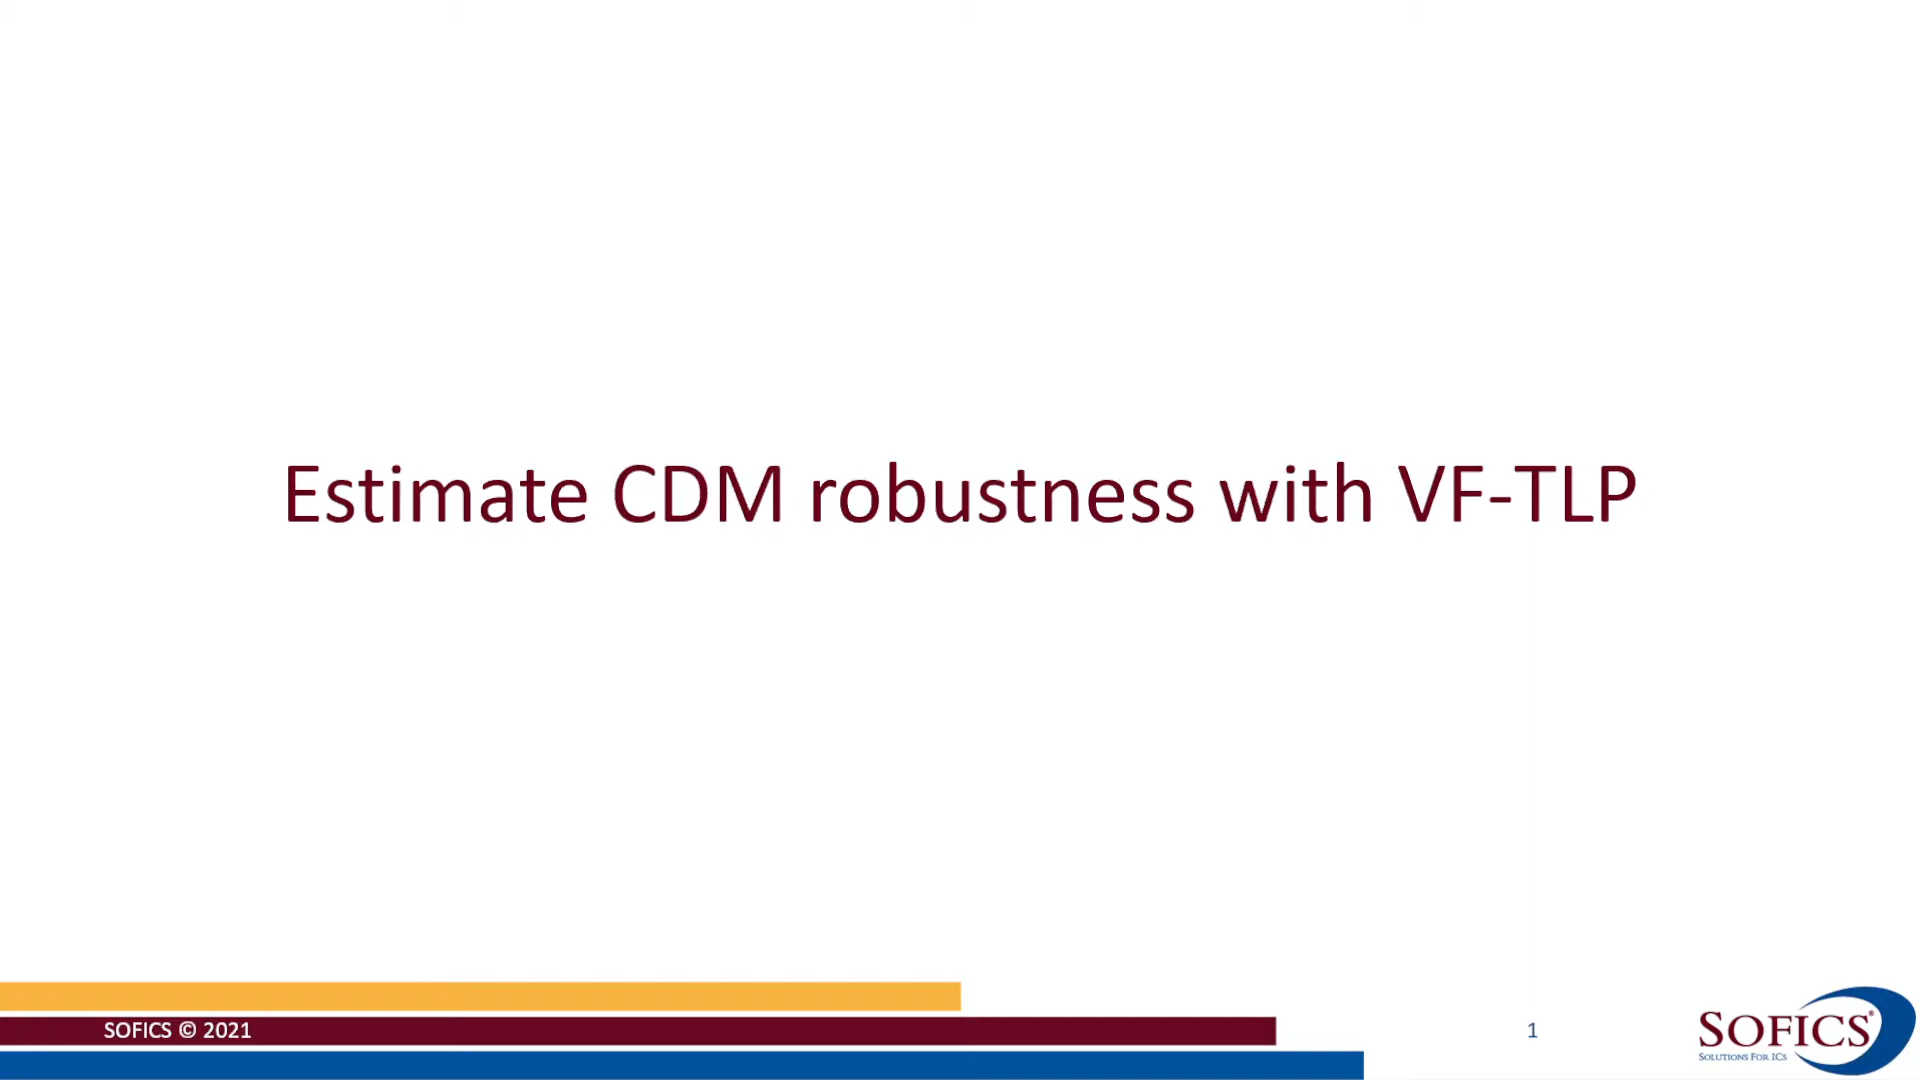 Estimate CDM robustness with VF-TLP
SOFICS © 2021
1
SOFICS®
SOLUTIONS FOR ICS